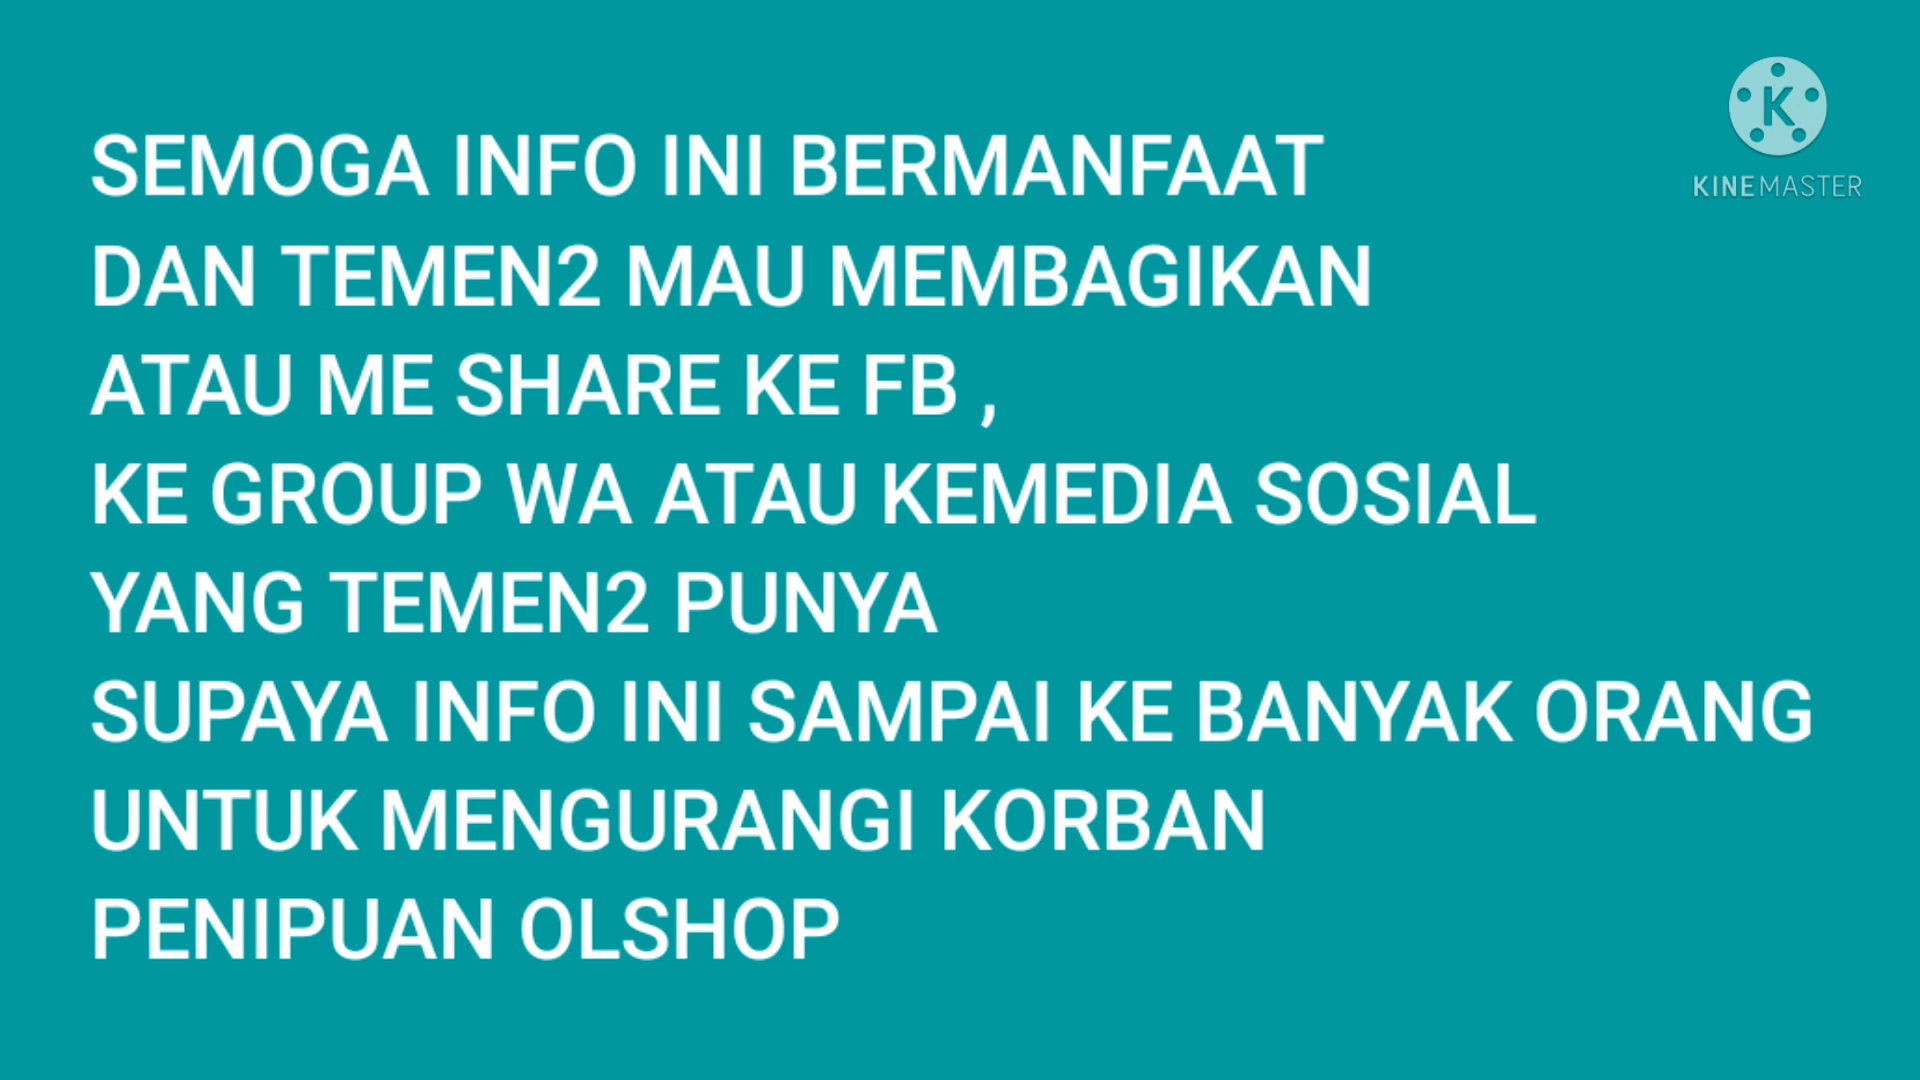 SEMOGA INFO INI BERMANFAAT
DAN TEMEN2 MAU MEMBAGIKAN
ATAU ME SHARE KE FB ,
KE GROUP WA ATAU KEMEDIA SOSIAL
YANG TEMEN2 PUNYA
SUPAYA INFO INI SAMPAI KE BANYAK ORANG
UNTUK MENGURANGI KORBAN
PENIPUAN OLSHOP
K
KINEMASTER